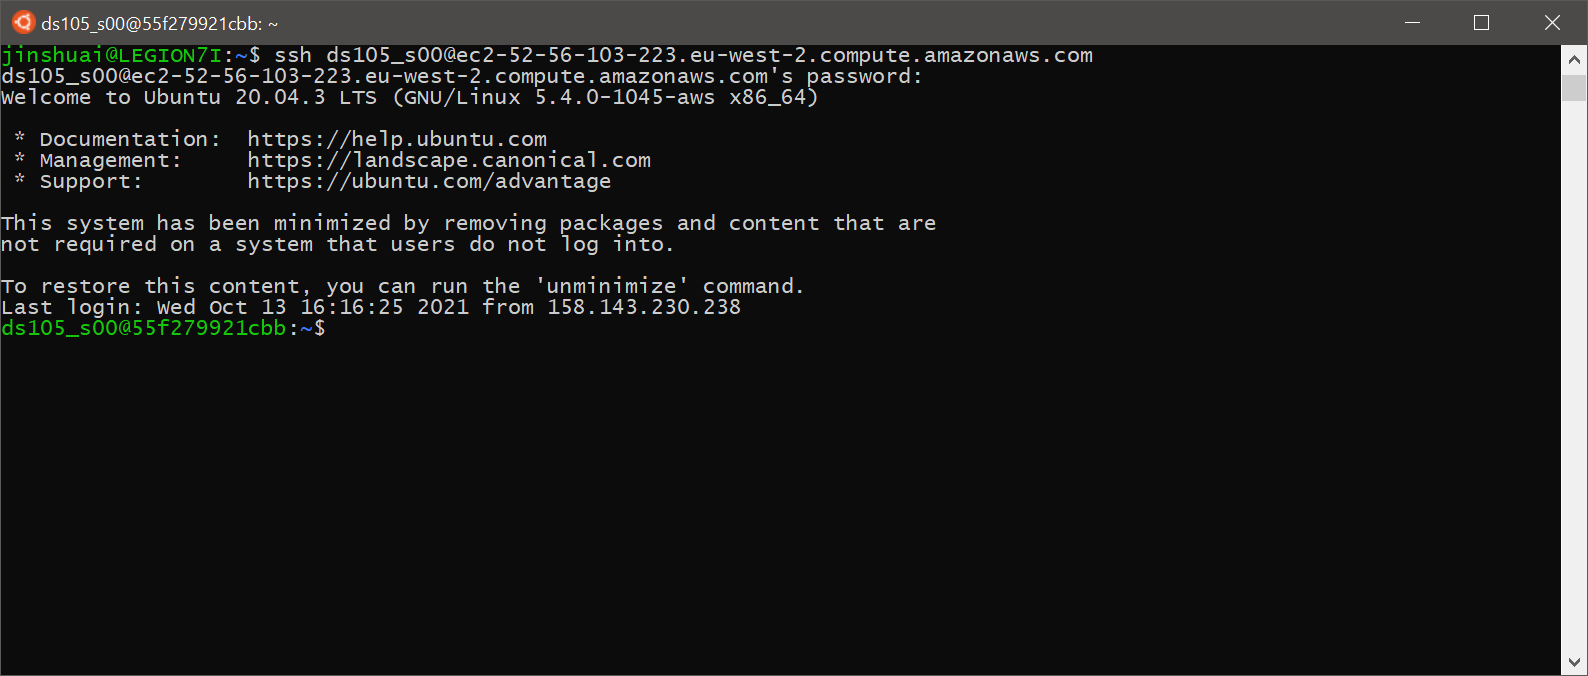 ds105_s00@55f279921cbb: ~
jinshuai@LEGION7I:~$ ssh ds105_s00@ec2-52-56-103-223.eu-west-2.compute.amazonaws.com
ds105_s00@ec2-52-56-103-223.eu-west-2.compute.amazonaws.com's password:
Welcome to Ubuntu 20.04.3 LTS (GNU/Linux 5.4.0-1045-aws x86_64)

 * Documentation:  https://help.ubuntu.com
 * Management:     https://landscape.canonical.com
 * Support:        https://ubuntu.com/advantage

This system has been minimized by removing packages and content that are
not required on a system that users do not log into.

To restore this content, you can run the 'unminimize' command.
Last login: Wed Oct 13 16:16:25 2021 from 158.143.230.238
ds105_s00@55f279921cbb:~$